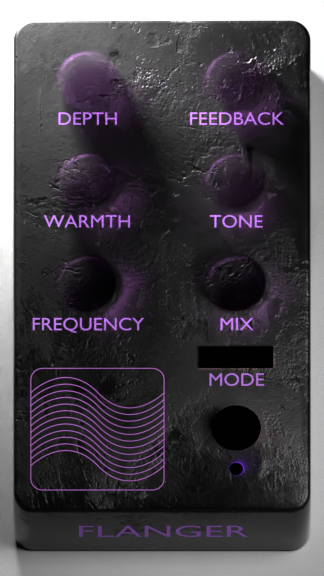 DEPTH FEEDBACK
WARMTH TONE
FREQUENCY MIX
MODE
FLANGER